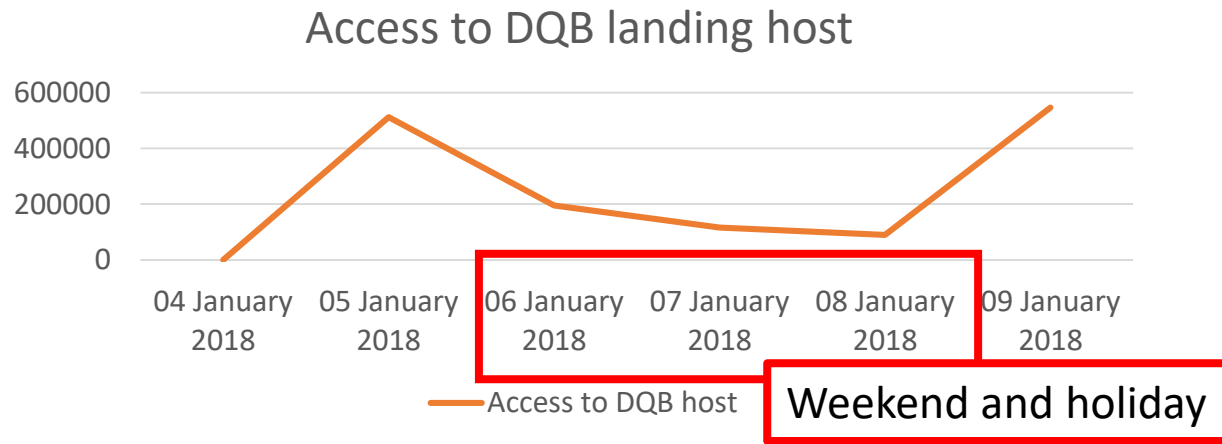 Access to DQB landing host
600000
400000
200000
0
04 January 05 January 06 January 07 January 08 January 09 January
2018 2018 2018 2018 2018 2018
Access to DQB host
Weekend and holiday